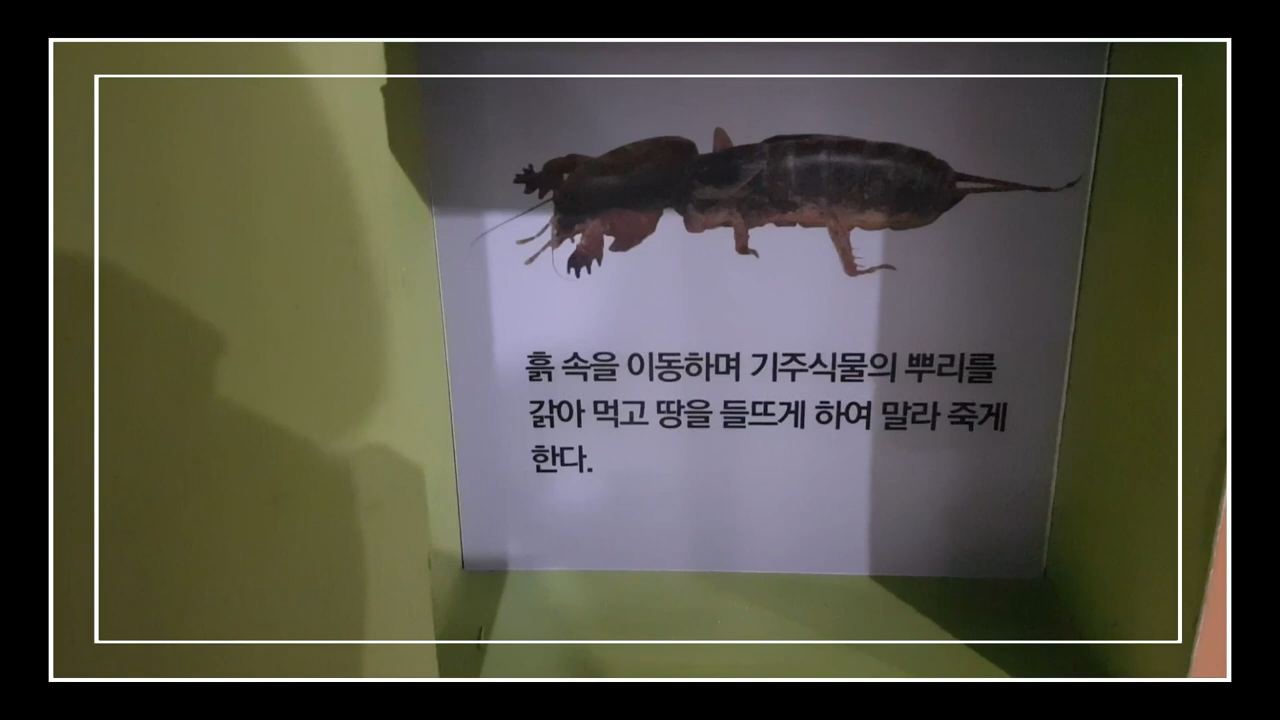 흙 속을 이동하며 기주식물의 뿌리를
갉아 먹고 땅을 들뜨게 하여 말라 죽게
한다.